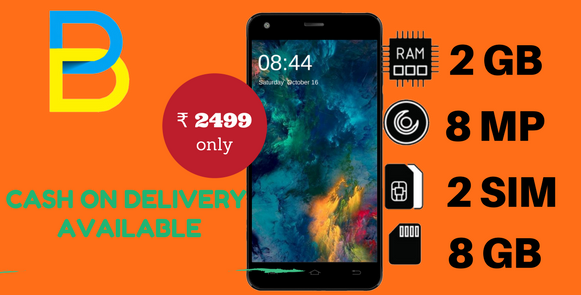 ₹ 2499
only
CASH ON DELIVERY
AVAILABLE
08:44
Saturday, October 16
RAM
2 GB
8 MP
2 SIM
8 GB